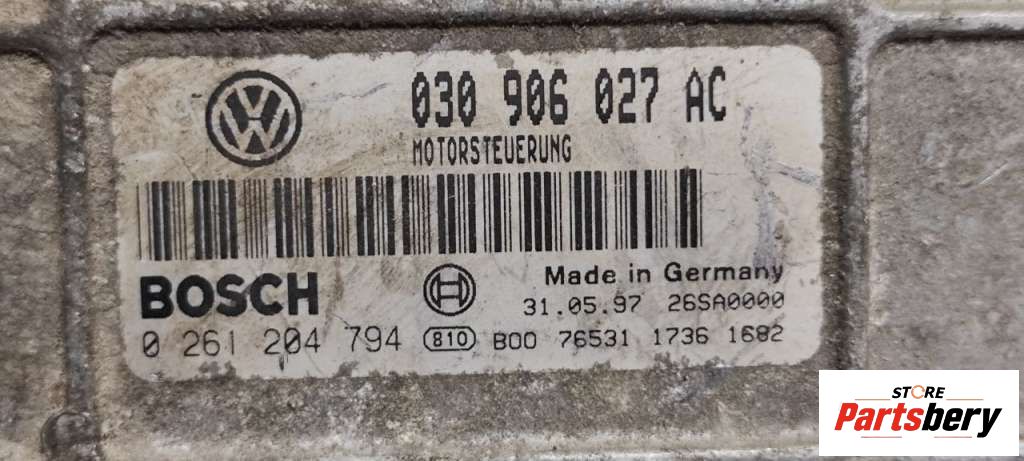 030 906 027 AC
MOTORSTEUERUNG
BOSCH
Made in Germany
31.05.97 26SA0000
0 261 204 794 810 B00 76531 1736 1682
STORE
Partsbery